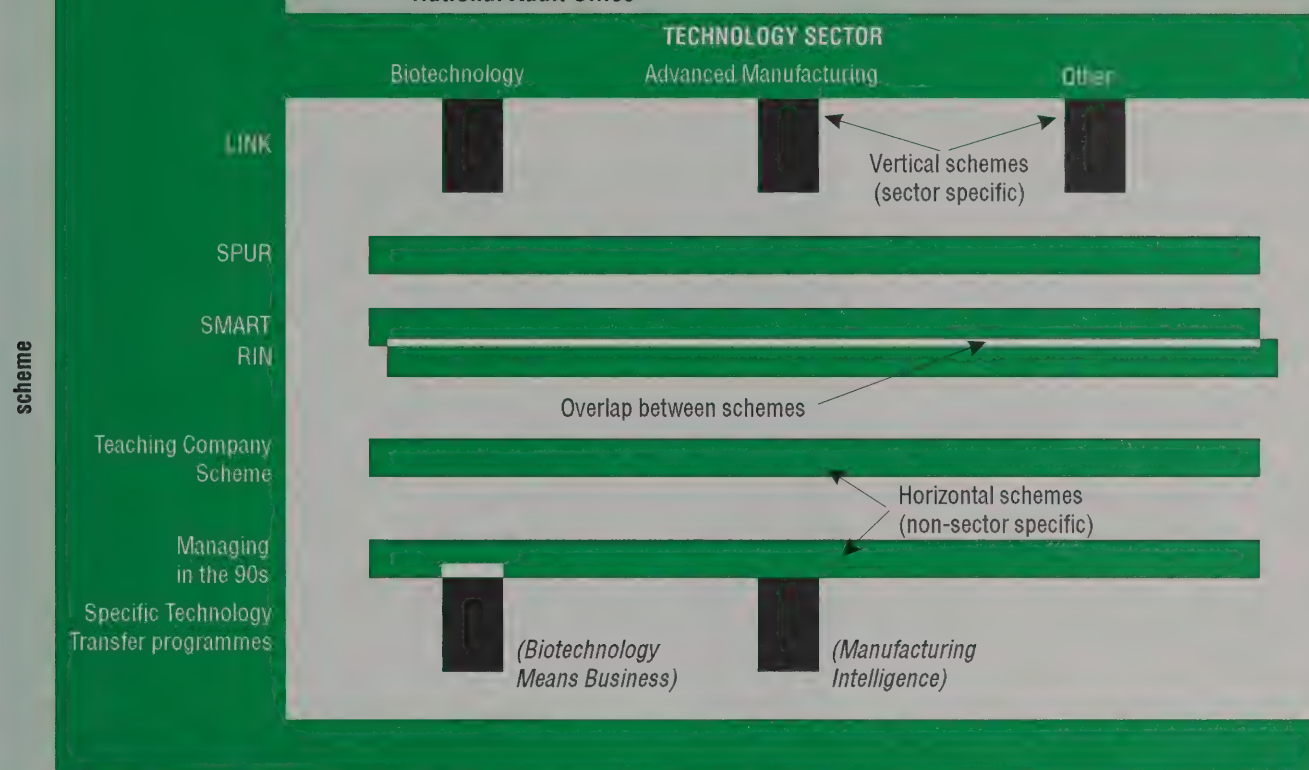 TECHNOLOGY SECTOR
Biotechnology
Advanced Manufacturing
Other
LINK
Vertical schemes
(sector specific)
SPUR
SMART
RIN
Overlap between schemes
scheme
Teaching Company
Scheme
Horizontal schemes
(non-sector specific)
Managing
in the 90s
Specific Technology
Transfer programmes
(Biotechnology
Means Business)
(Manufacturing
Intelligence)